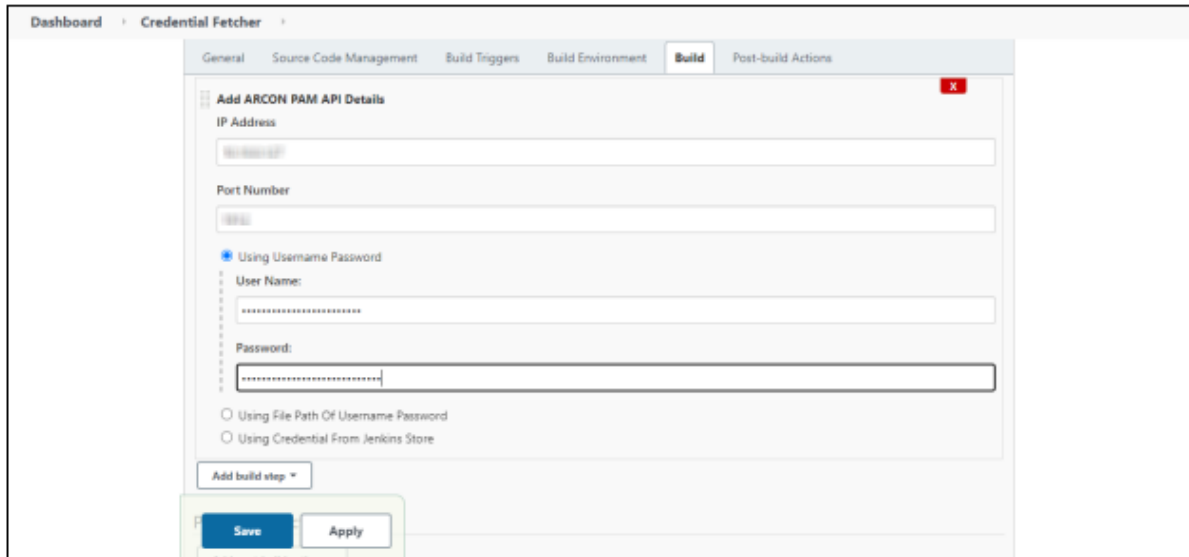 Dashboard › Credential Fetcher ›
General Source Code Management Build Triggers Build Environment Build Post-build Actions
X
Add ARCON PAM API Details
IP Address
Port Number
Using Username Password
User Name:
Password:
Using File Path Of Username Password
Using Credential From Jenkins Store
Add build step
Save Apply